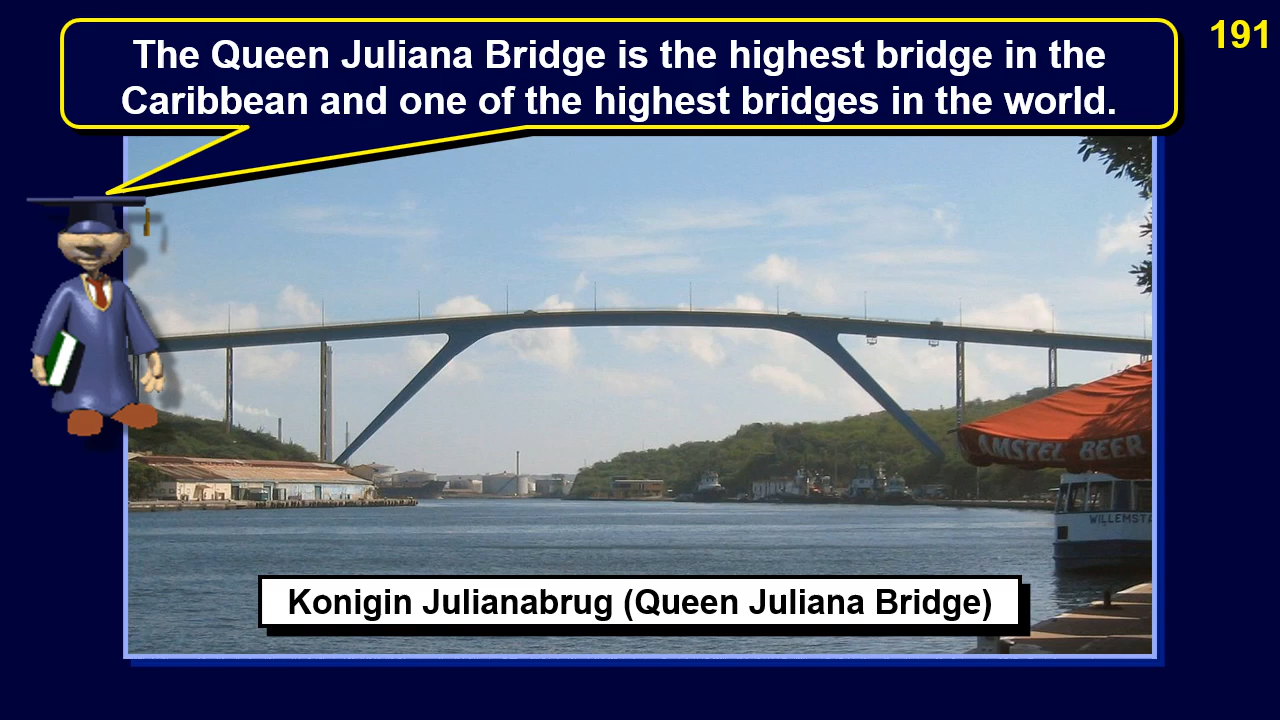 191
The Queen Juliana Bridge is the highest bridge in the
Caribbean and one of the highest bridges in the world.
AMSTEL BEER
Konigin Julianabrug (Queen Juliana Bridge)